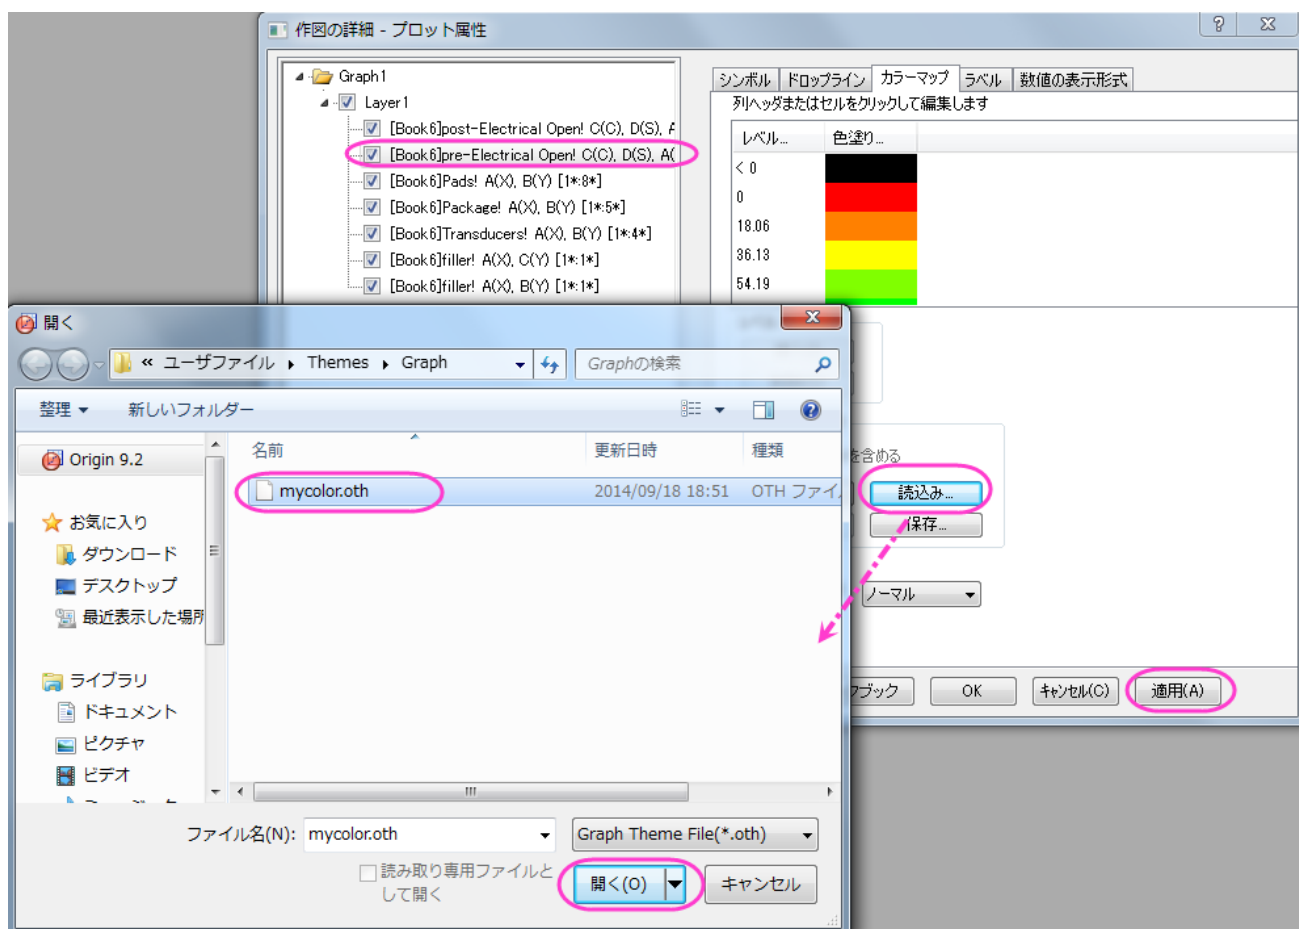 作図の詳細 - プロット属性
Graph1
Layer1
[Book6]post-Electrical Open! C(C), D(S), A
[Book6]pre-Electrical Open! C(C), D(S), A(
[Book6]Pads! A(X), B(Y) [1*:8*]
[Book6]Package! A(X), B(Y) [1*:5*]
[Book6]Transducers! A(X), B(Y) [1*:4*]
[Book6]filler! A(X), C(Y) [1*:1*]
[Book6]filler! A(X), B(Y) [1*:1*]
シンボル ドロップライン カラーマップ ラベル 数値の表示形式
列ヘッダまたはセルをクリックして編集します
レベル... 色塗り...
< 0
0
18.06
36.13
54.19
を含める
読込み...
保存...
ノーマル
クブック OK キャンセル(C) 適用(A)
開く
« ユーザファイル Themes Graph Graphの検索
整理 新しいフォルダー
Origin 9.2
お気に入り
ダウンロード
デスクトップ
最近表示した場所
ライブラリ
ドキュメント
ピクチャ
ビデオ
名前 更新日時 種類
mycolor.oth 2014/09/18 18:51 OTH ファイ
ファイル名(N): mycolor.oth Graph Theme File(*.oth)
読み取り専用ファイルと
して開く
開く(O) キャンセル